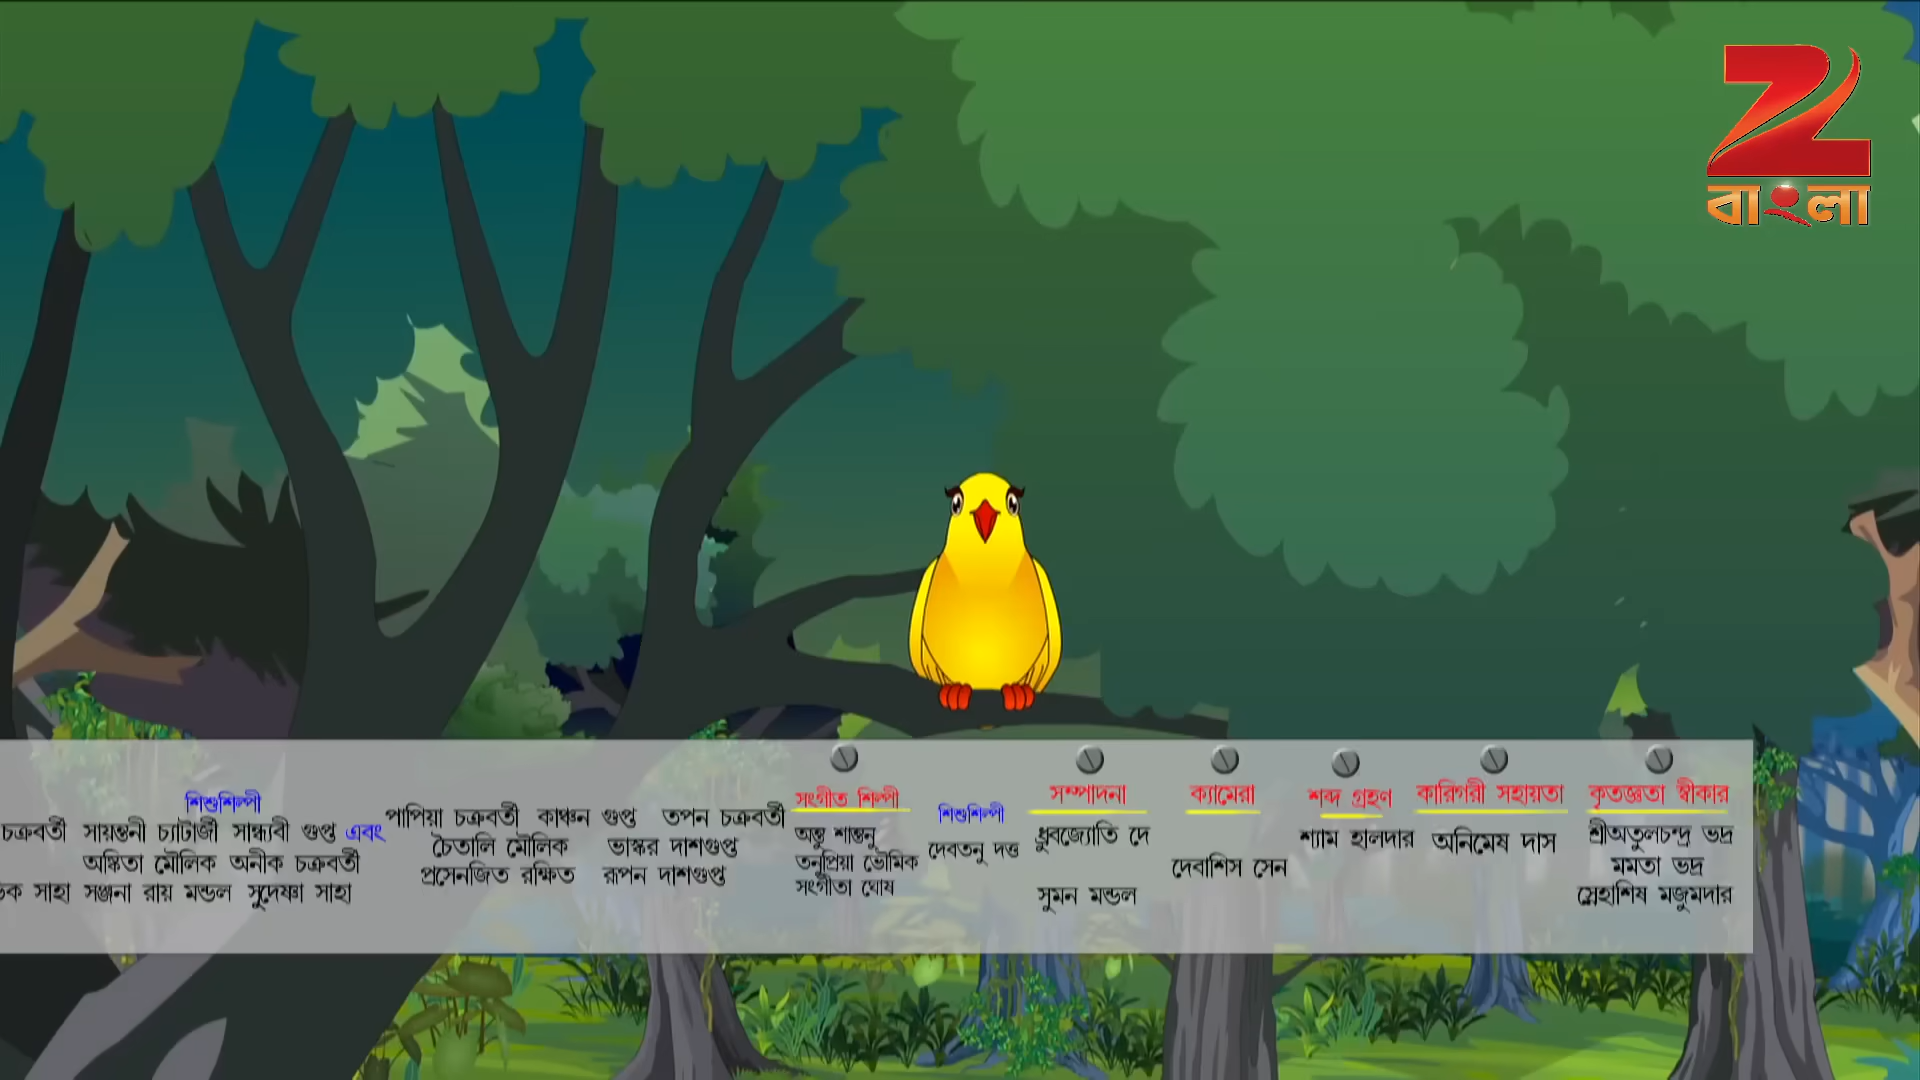 বাংলা
শিশুশিল্পী
চক্রবর্তী সায়ন্তনী চ্যাটার্জী সান্ধ্যবী গুপ্ত এবং
অঙ্কিতা মৌলিক অনীক চক্রবর্তী
সাহা সঞ্জনা রায় মন্ডল সুদেষ্ণা সাহা
পাপিয়া চক্রবর্তী কাঞ্চন গুপ্ত তপন চক্রবর্তী
চৈতালি মৌলিক ভাস্কর দাশগুপ্ত
প্রসেনজিত রক্ষিত রূপন দাশগুপ্ত
সংগীত শিল্পী
অন্তু শান্তনু
তনুপ্রিয়া ভৌমিক
সংগীতা ঘোষ
শিশুশিল্পী
দেবতনু দত্ত
সম্পাদনা
ধ্রুবজ্যোতি দে
সুমন মন্ডল
ক্যামেরা
দেবাশিস সেন
শব্দ গ্রহণ
শ্যাম হালদার
কারিগরী সহায়তা
অনিমেষ দাস
কৃতজ্ঞতা স্বীকার
শ্রীঅতুলচন্দ্র ভদ্র
মমতা ভদ্র
স্নেহাশিষ মজুমদার